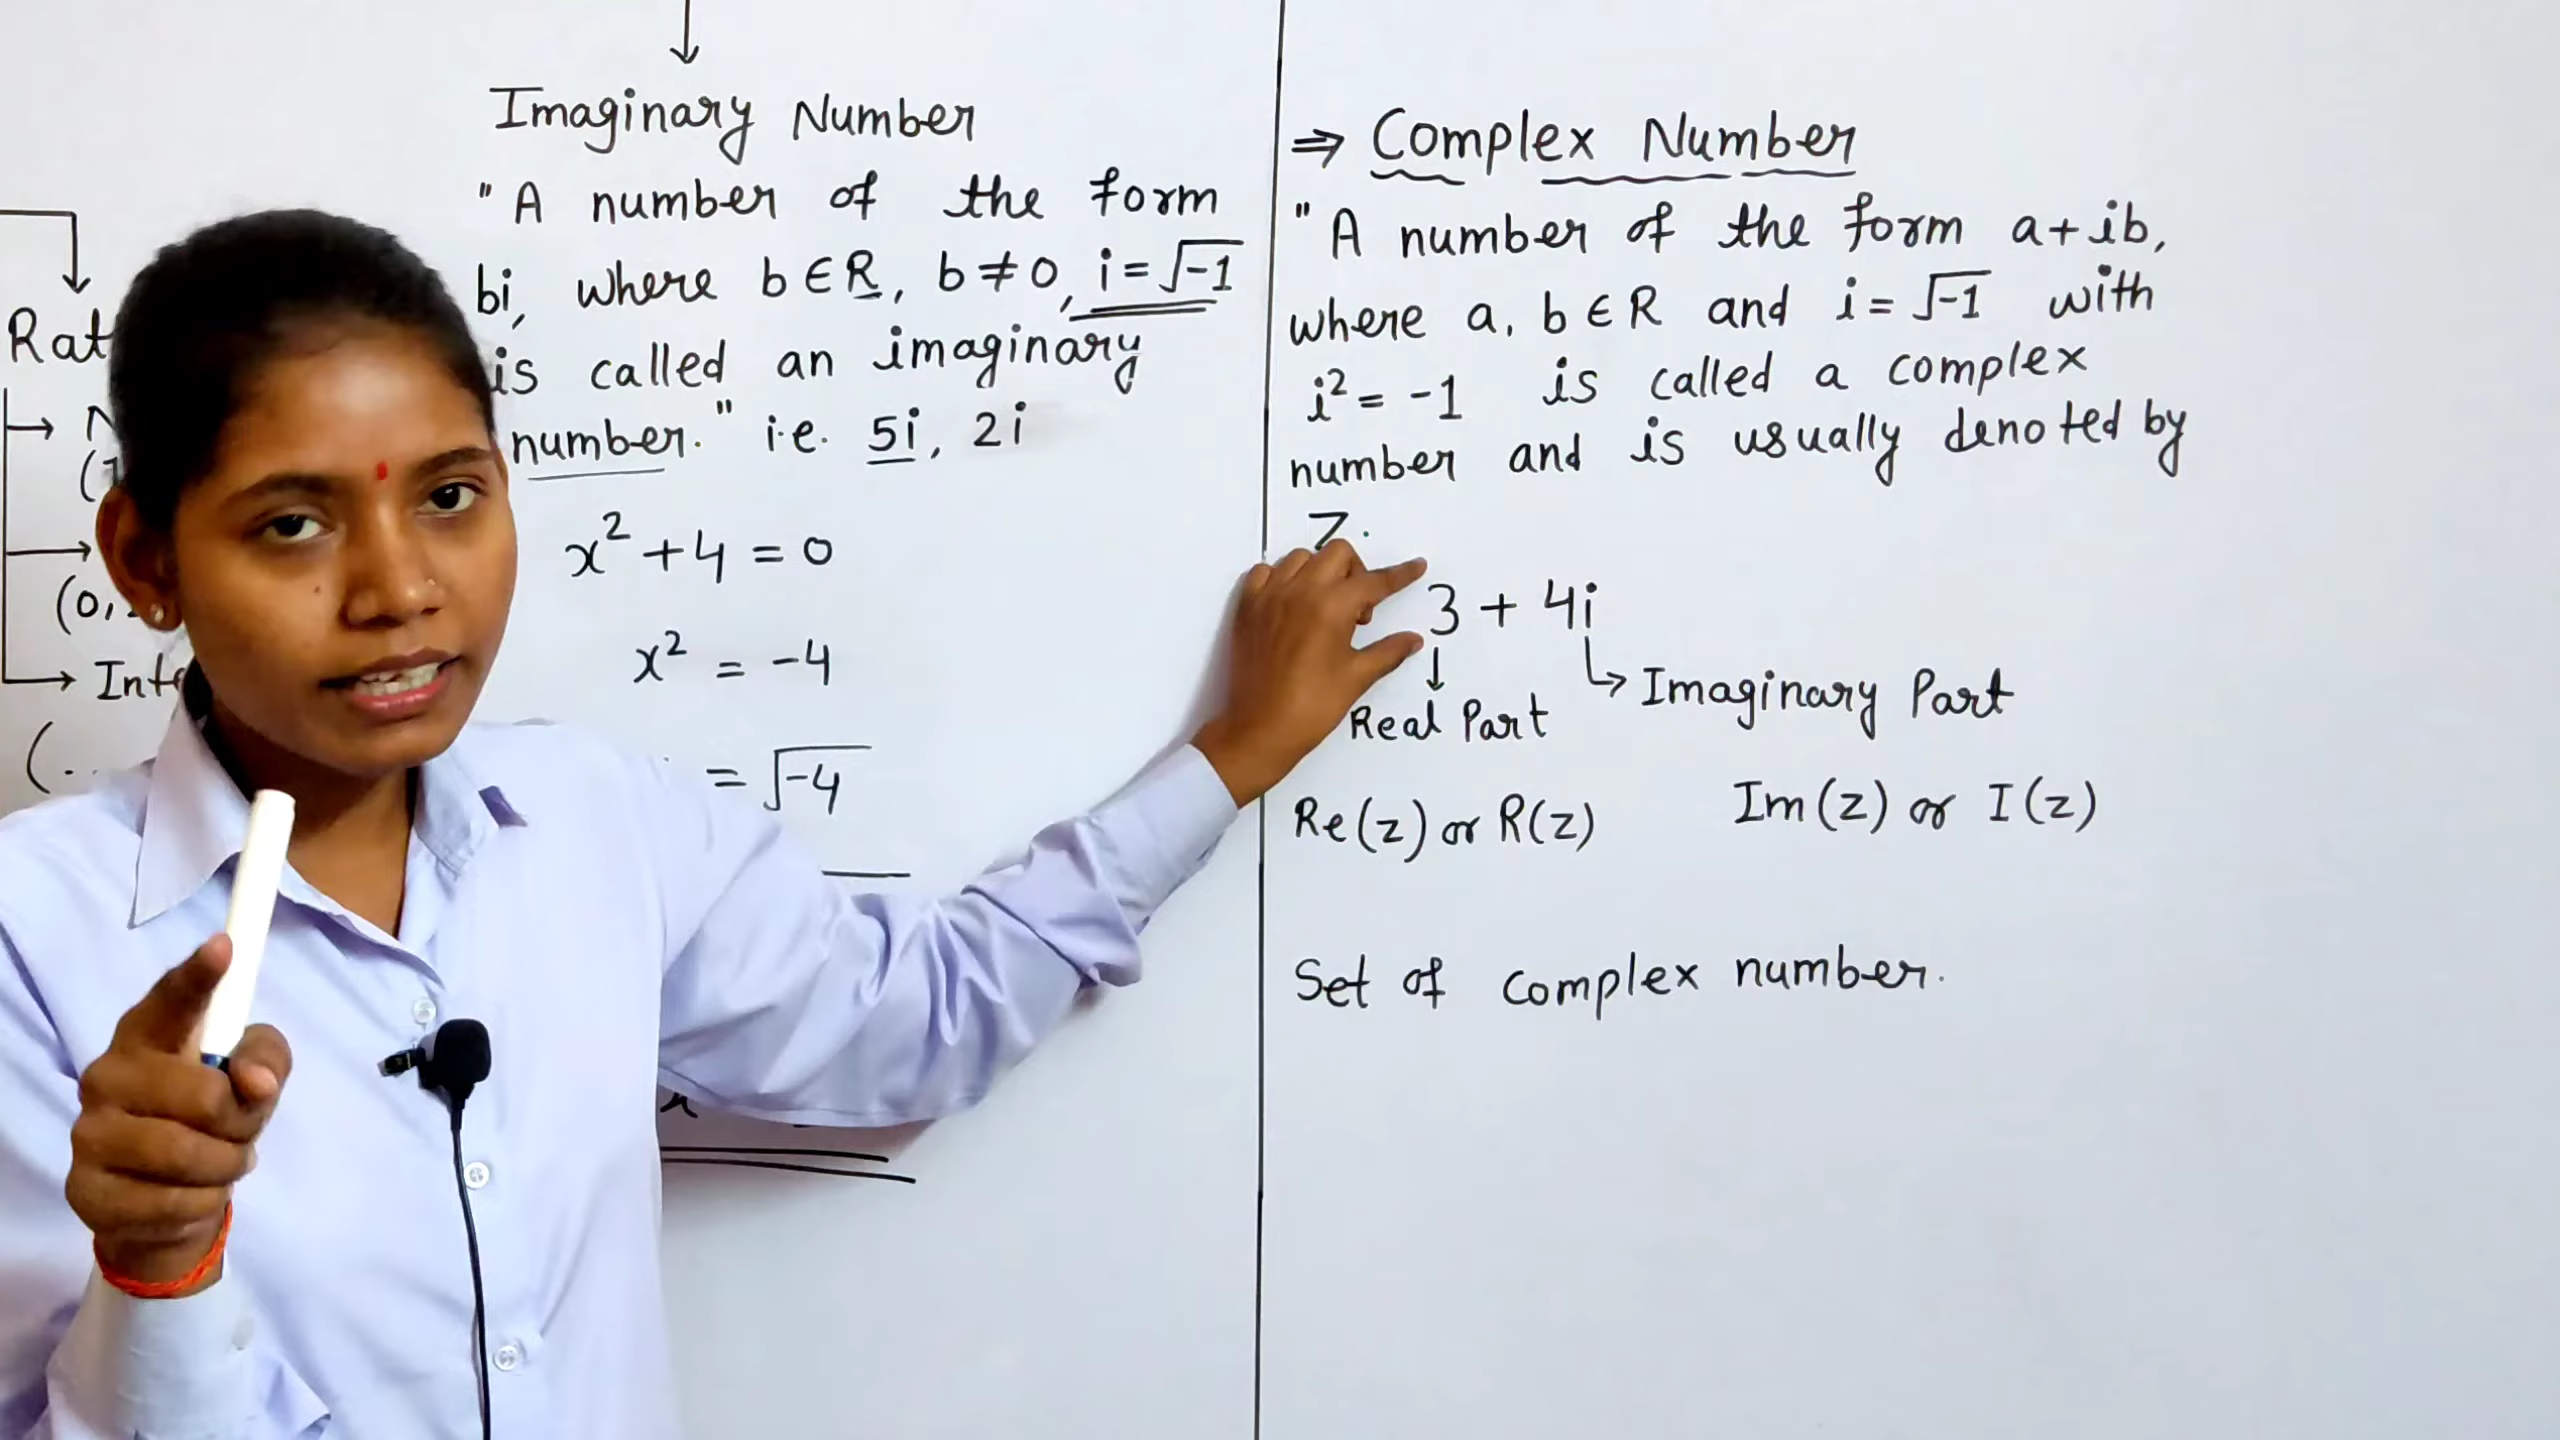 Imaginary Number
"A number of the form
bi, where b ∈ R, b ≠ 0, i = √-1
is called an imaginary
number." i.e. 5i, 2i
x² + 4 = 0
x² = -4
= √-4
⇒ Complex Number
"A number of the form a+ib,
where a, b ∈ R and i = √-1 with
i² = -1 is called a complex
number and is usually denoted by
Z.
3 + 4i
Real Part
Imaginary Part
Re(z) or R(z)
Im(z) or I(z)
Set of complex number.